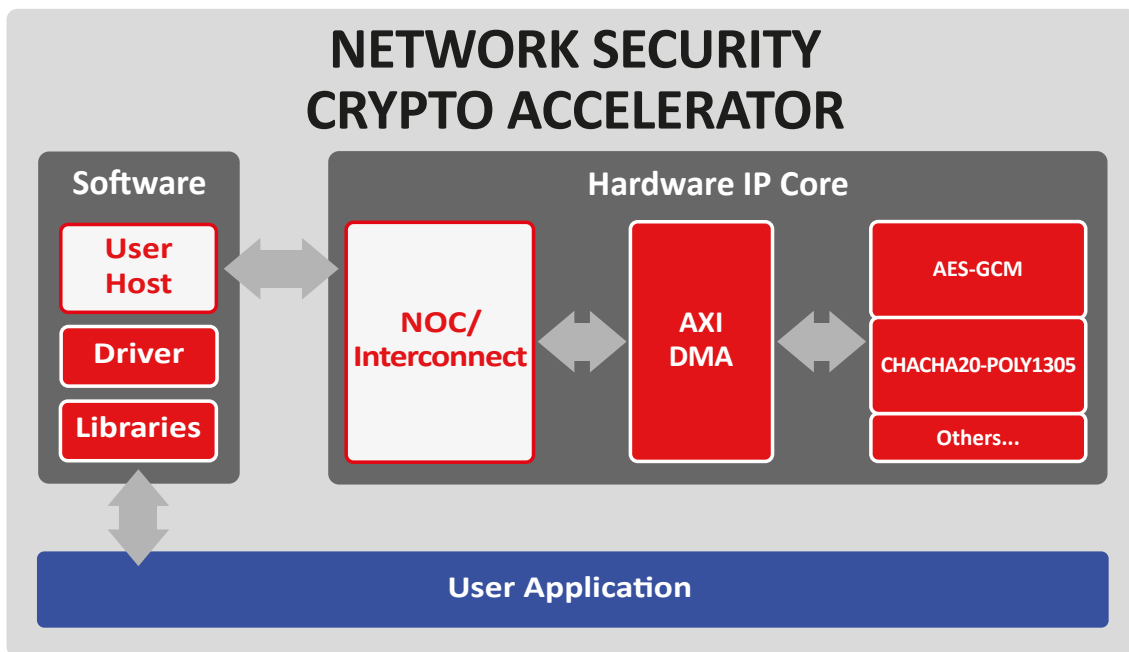 NETWORK SECURITY
CRYPTO ACCELERATOR
Software
User
Host
Driver
Libraries
Hardware IP Core
NOC/
Interconnect
AXI
DMA
AES-GCM
CHACHA20-POLY1305
Others...
User Application